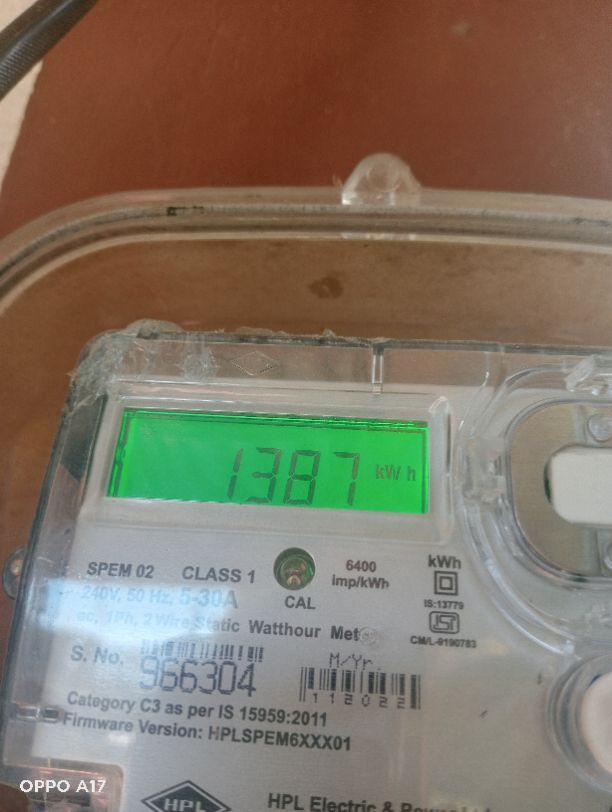 1387 kWh
SPEM 02 CLASS 1
6400
imp/kWh
kWh
240V, 50 Hz, 5-30A
CAL
IS:13779
ac, 1Ph, 2 Wire Static Watthour
CM/L-9190783
S. No.
966304
M/Yr.
112022
Category C3 as per IS 15959:2011
Firmware Version: HPLSPEM6XXX01
HPL
HPL Electric &
OPPO A17